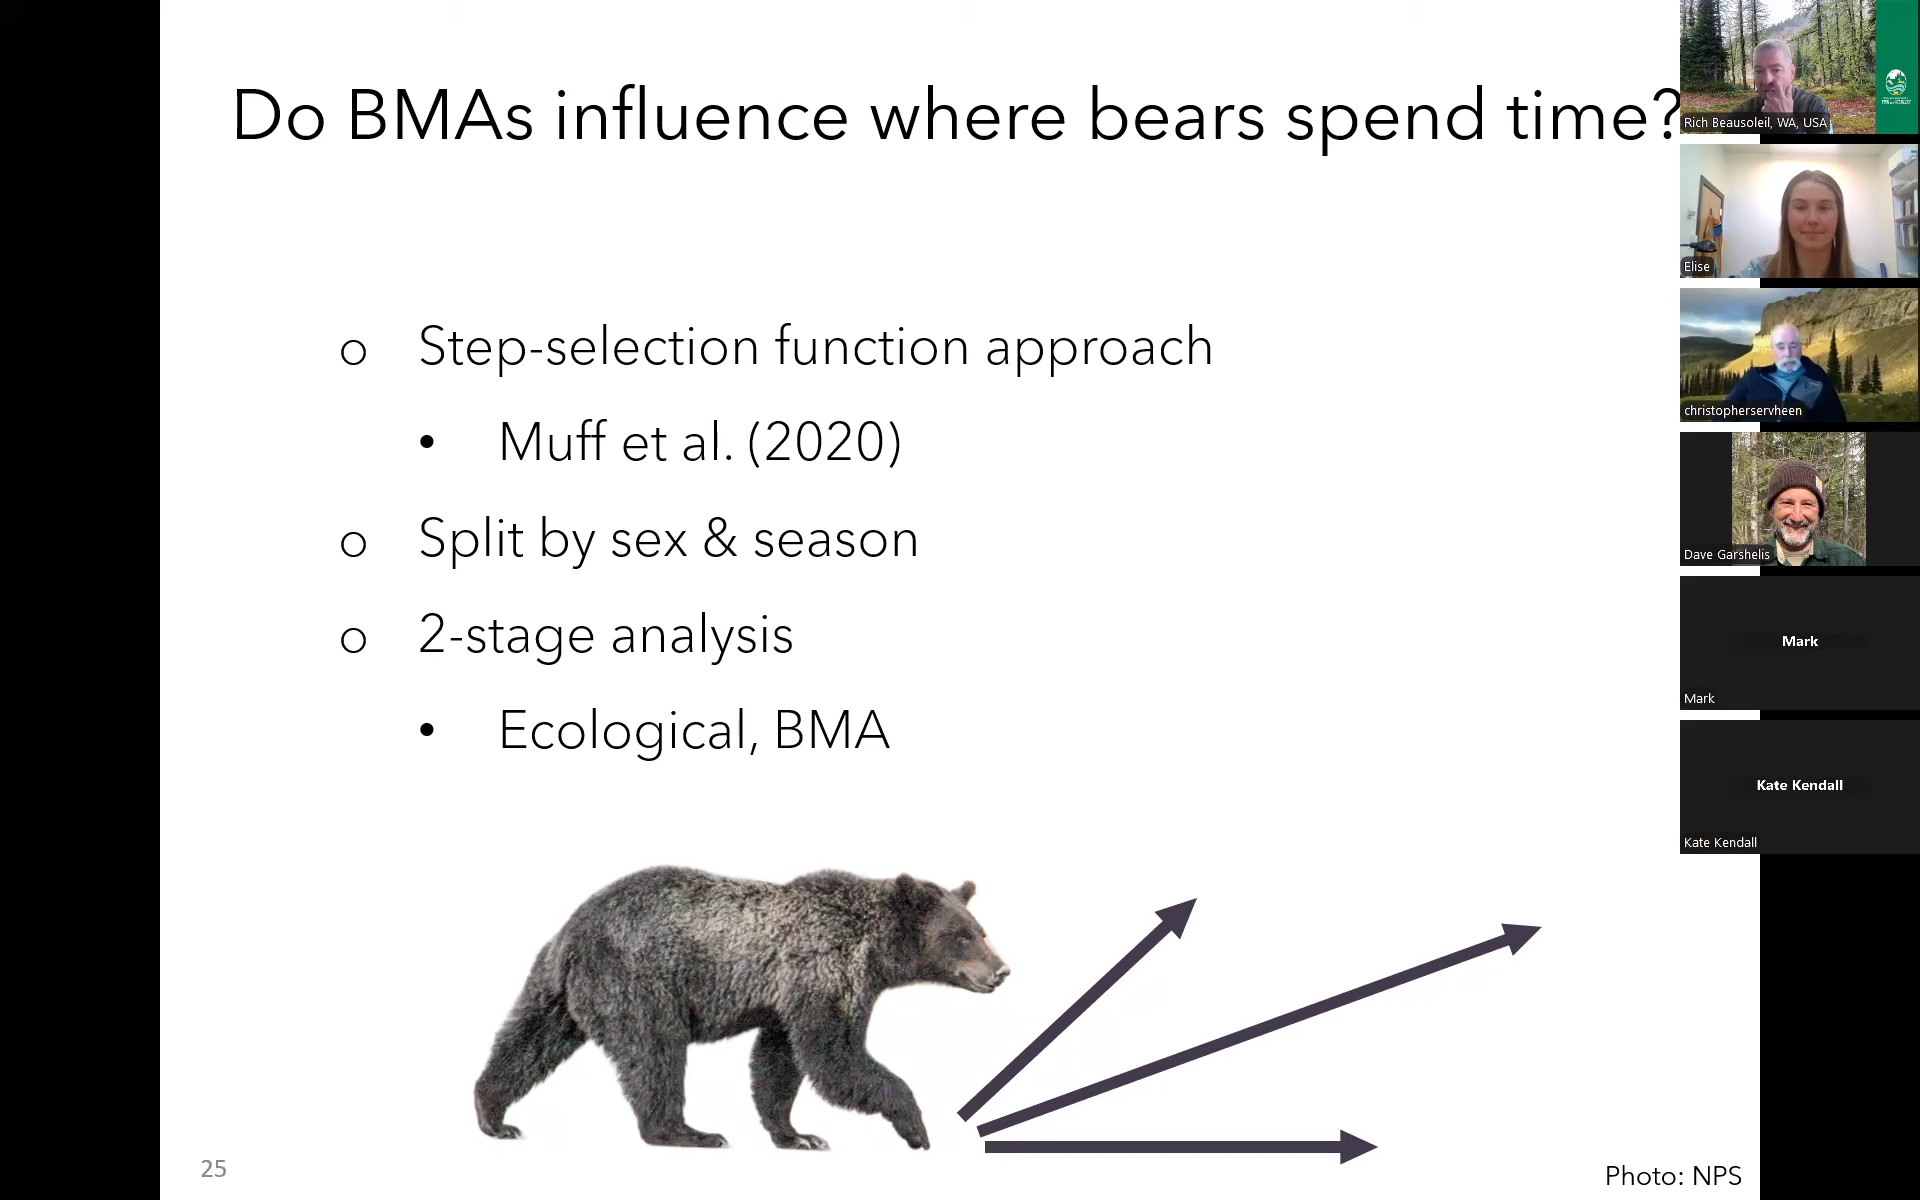 Do BMAs influence where bears spend time?
o Step-selection function approach
• Muff et al. (2020)
o Split by sex & season
o 2-stage analysis
• Ecological, BMA
25
Photo: NPS
Rich Beausoleil, WA, USA
Elise
christopherservheen
Dave Garshelis
Mark
Mark
Kate Kendall
Kate Kendall